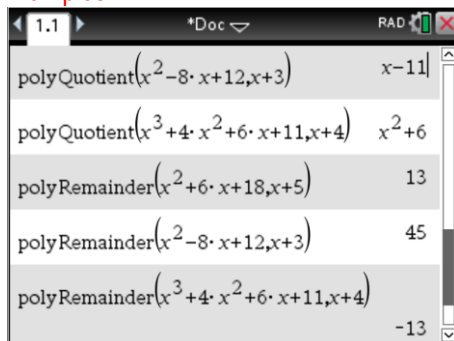 1.1 *Doc RAD
polyQuotient(x²−8·x+12,x+3) x−11
polyQuotient(x³+4·x²+6·x+11,x+4) x²+6
polyRemainder(x²+6·x+18,x+5) 13
polyRemainder(x²−8·x+12,x+3) 45
polyRemainder(x³+4·x²+6·x+11,x+4)
−13